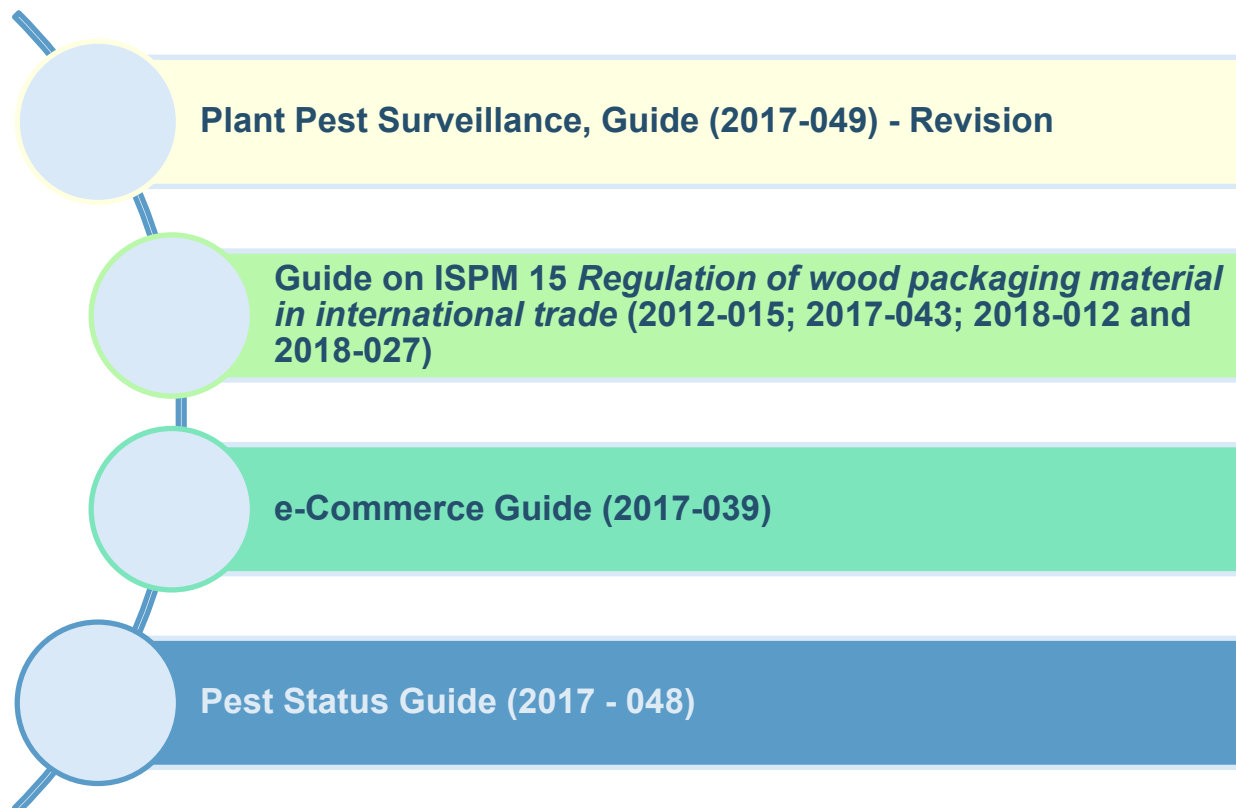 Plant Pest Surveillance, Guide (2017-049) - Revision
Guide on ISPM 15 Regulation of wood packaging material
in international trade (2012-015; 2017-043; 2018-012 and
2018-027)
e-Commerce Guide (2017-039)
Pest Status Guide (2017 - 048)